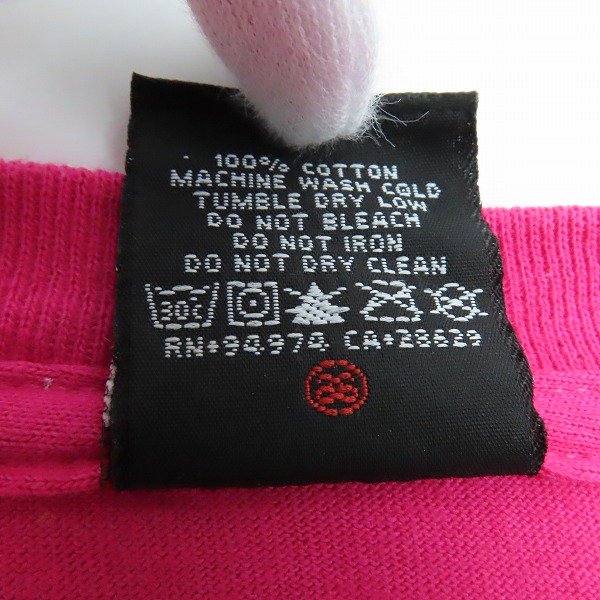 100% COTTON
MACHINE WASH COLD
TUMBLE DRY LOW
DO NOT BLEACH
DO NOT IRON
DO NOT DRY CLEAN
30c
RN#94974 CA#28629